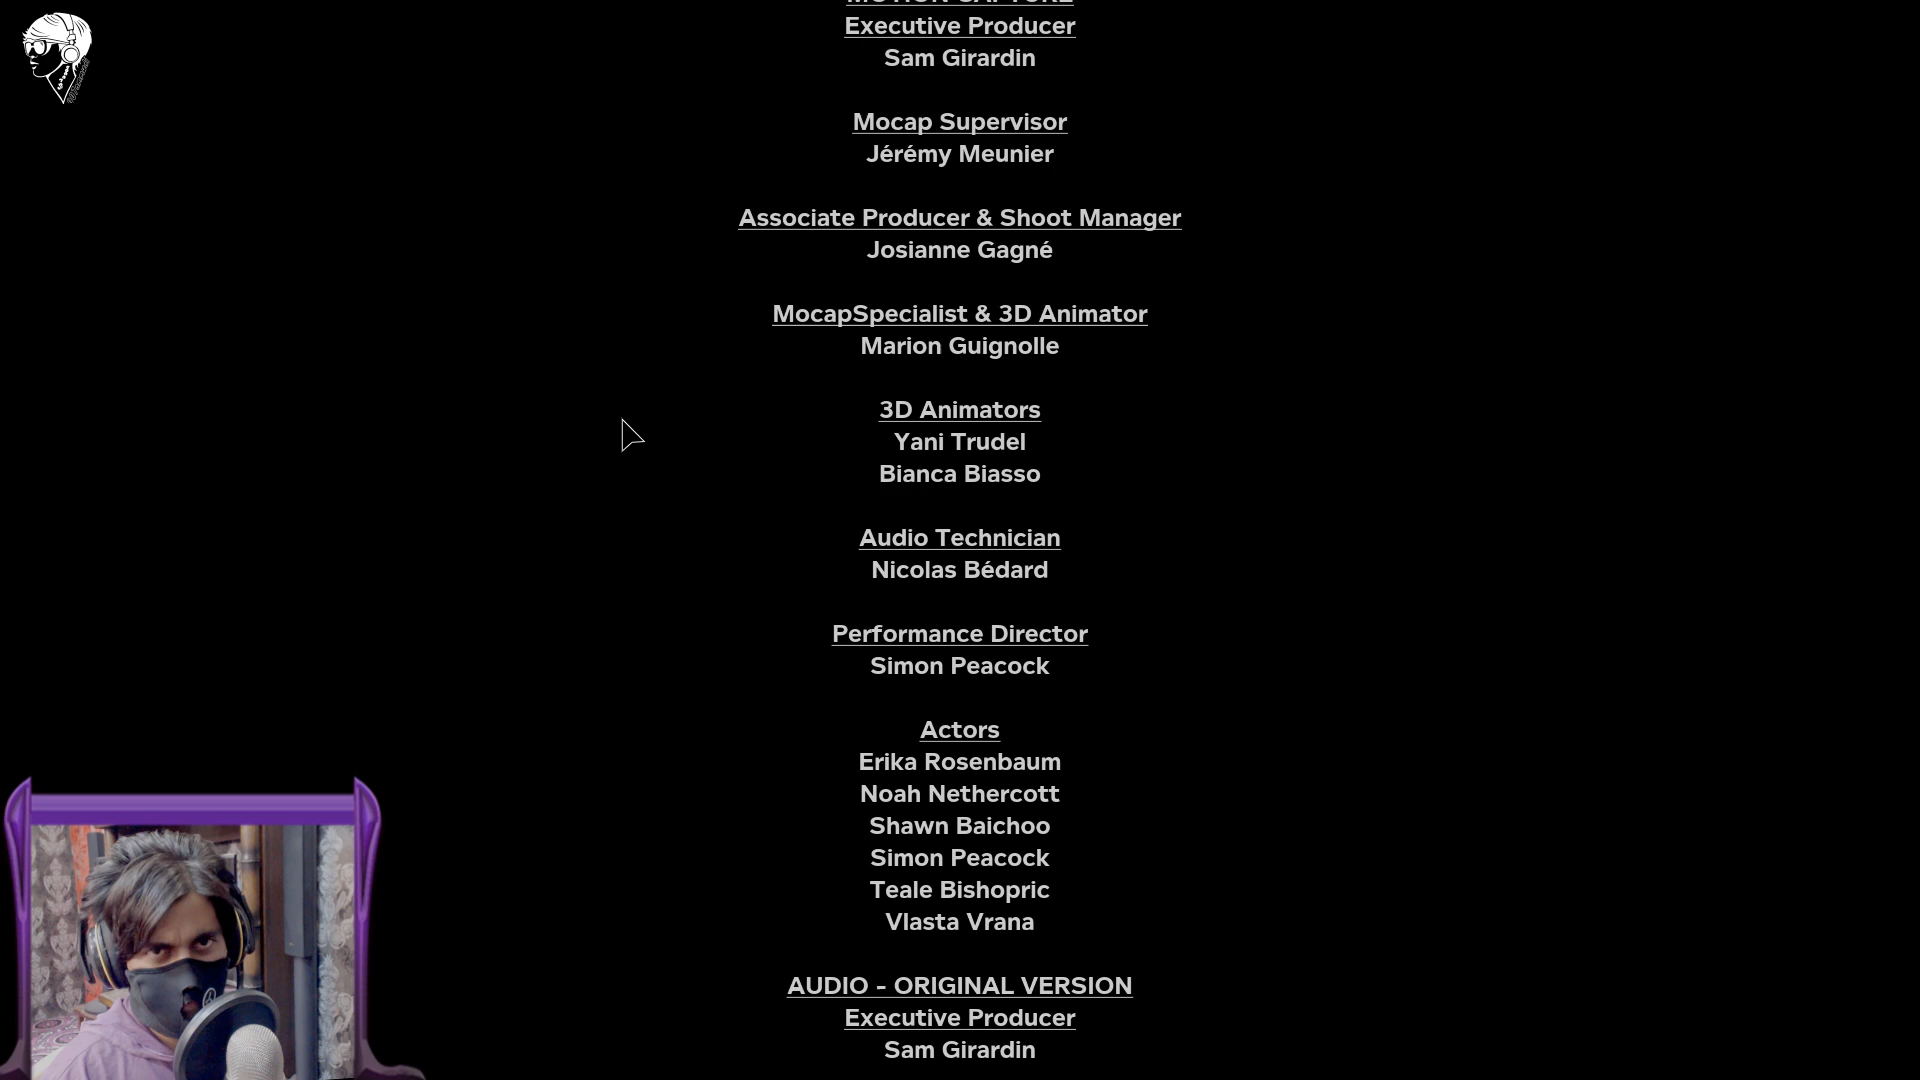 MOTION CAPTURE
Executive Producer
Sam Girardin
Mocap Supervisor
Jérémy Meunier
Associate Producer & Shoot Manager
Josianne Gagné
MocapSpecialist & 3D Animator
Marion Guignolle
3D Animators
Yani Trudel
Bianca Biasso
Audio Technician
Nicolas Bédard
Performance Director
Simon Peacock
Actors
Erika Rosenbaum
Noah Nethercott
Shawn Baichoo
Simon Peacock
Teale Bishopric
Vlasta Vrana
AUDIO - ORIGINAL VERSION
Executive Producer
Sam Girardin